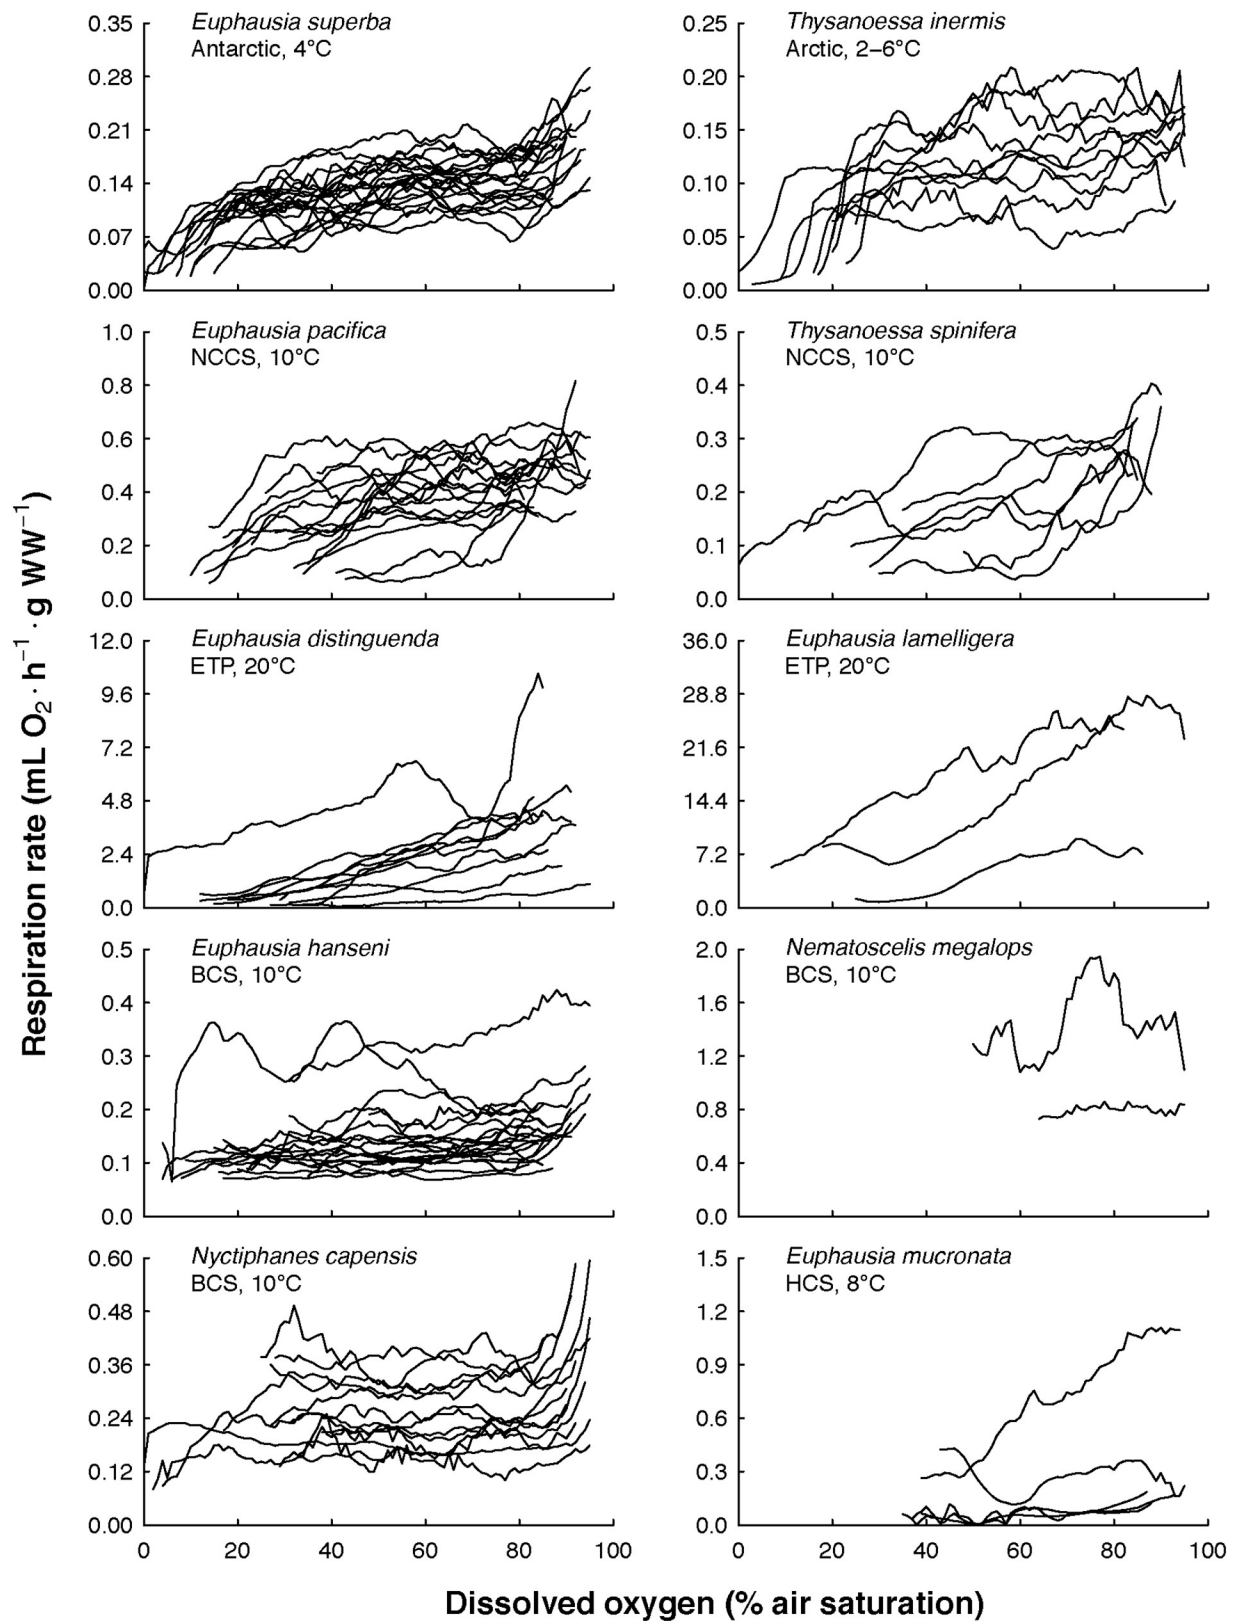 Respiration rate (mL O₂ · h⁻¹ · g WW⁻¹)
Euphausia superba
Antarctic, 4°C
0.35
0.28
0.21
0.14
0.07
0.00
Thysanoessa inermis
Arctic, 2–6°C
0.25
0.20
0.15
0.10
0.05
0.00
Euphausia pacifica
NCCS, 10°C
1.0
0.8
0.6
0.4
0.2
0.0
Thysanoessa spinifera
NCCS, 10°C
0.5
0.4
0.3
0.2
0.1
0.0
Euphausia distinguenda
ETP, 20°C
12.0
9.6
7.2
4.8
2.4
0.0
Euphausia lamelligera
ETP, 20°C
36.0
28.8
21.6
14.4
7.2
0.0
Euphausia hanseni
BCS, 10°C
0.5
0.4
0.3
0.2
0.1
0.0
Nematoscelis megalops
BCS, 10°C
2.0
1.6
1.2
0.8
0.4
0.0
Nyctiphanes capensis
BCS, 10°C
0.60
0.48
0.36
0.24
0.12
0.00
0 20 40 60 80 100
Euphausia mucronata
HCS, 8°C
1.5
1.2
0.9
0.6
0.3
0.0
0 20 40 60 80 100
Dissolved oxygen (% air saturation)